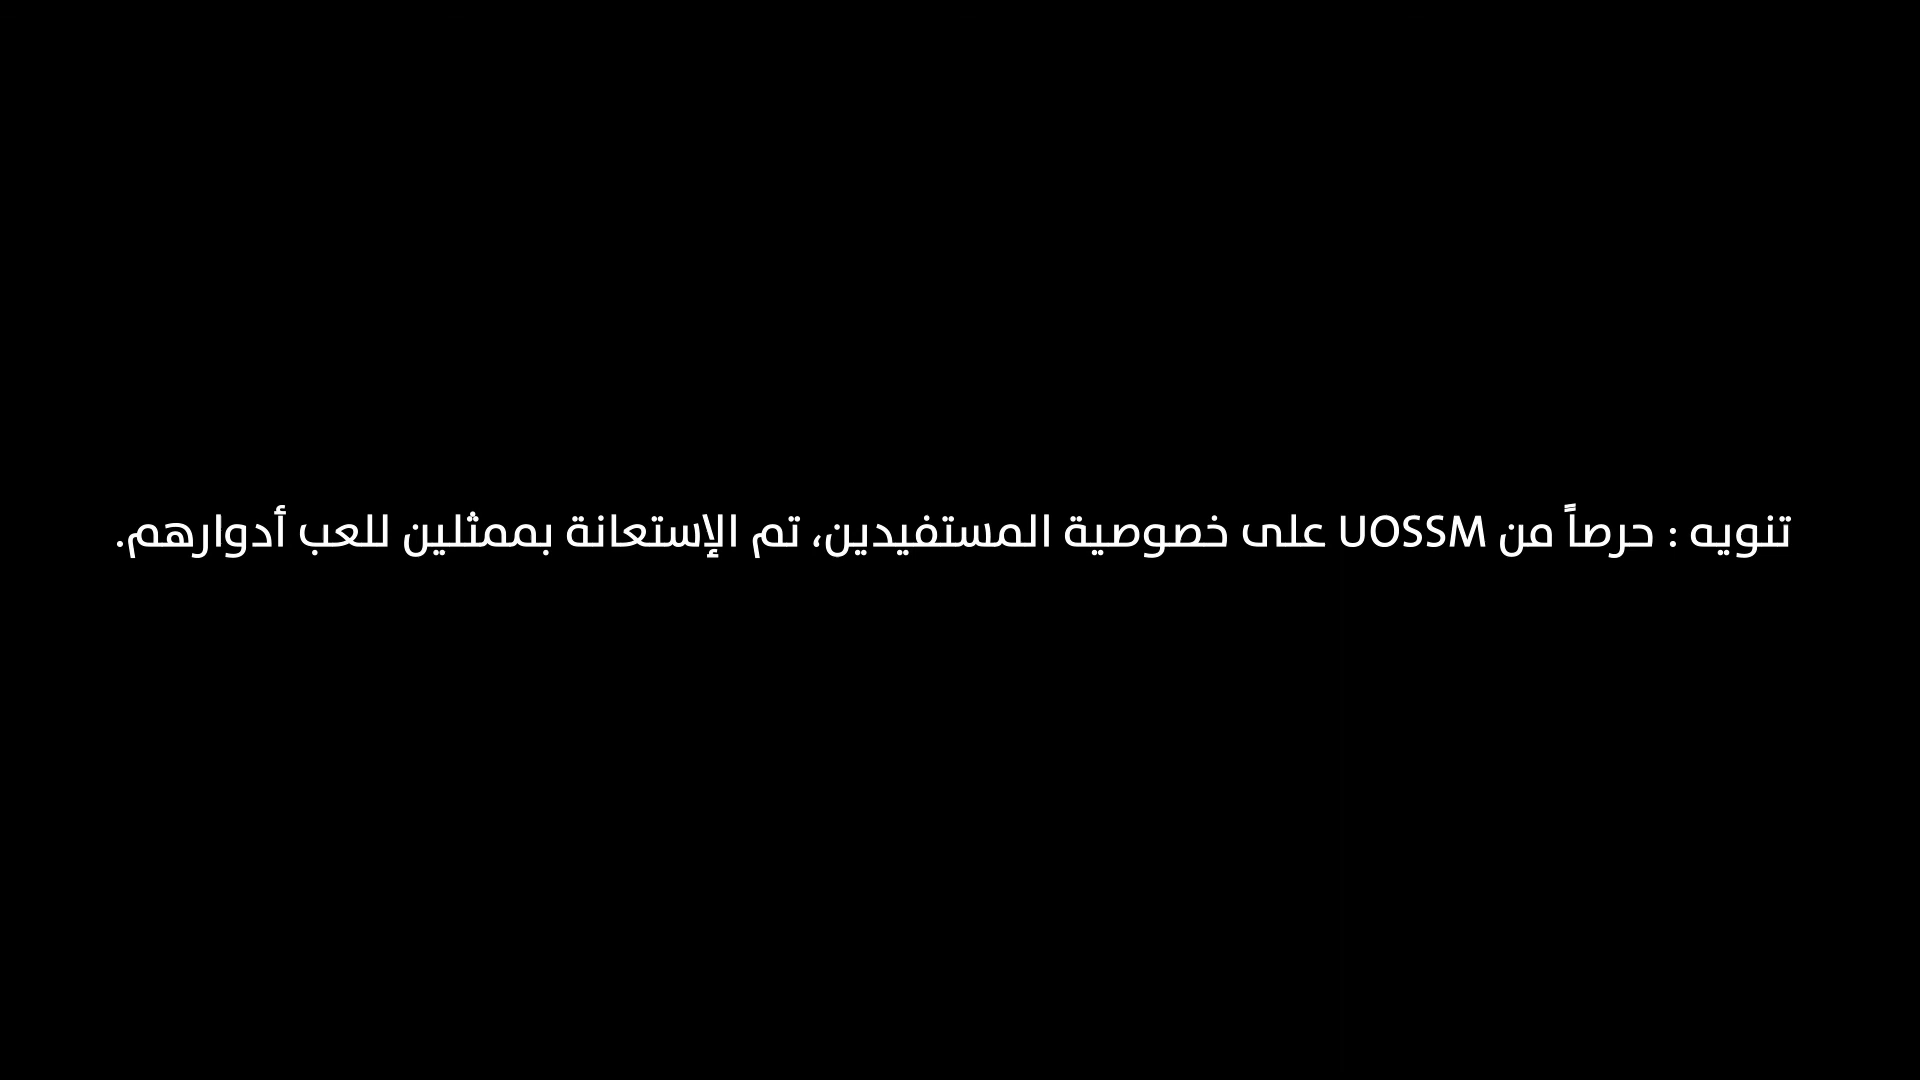 تنويه : حرصاً من UOSSM على خصوصية المستفيدين، تم الإستعانة بممثلين للعب أدوارهم.